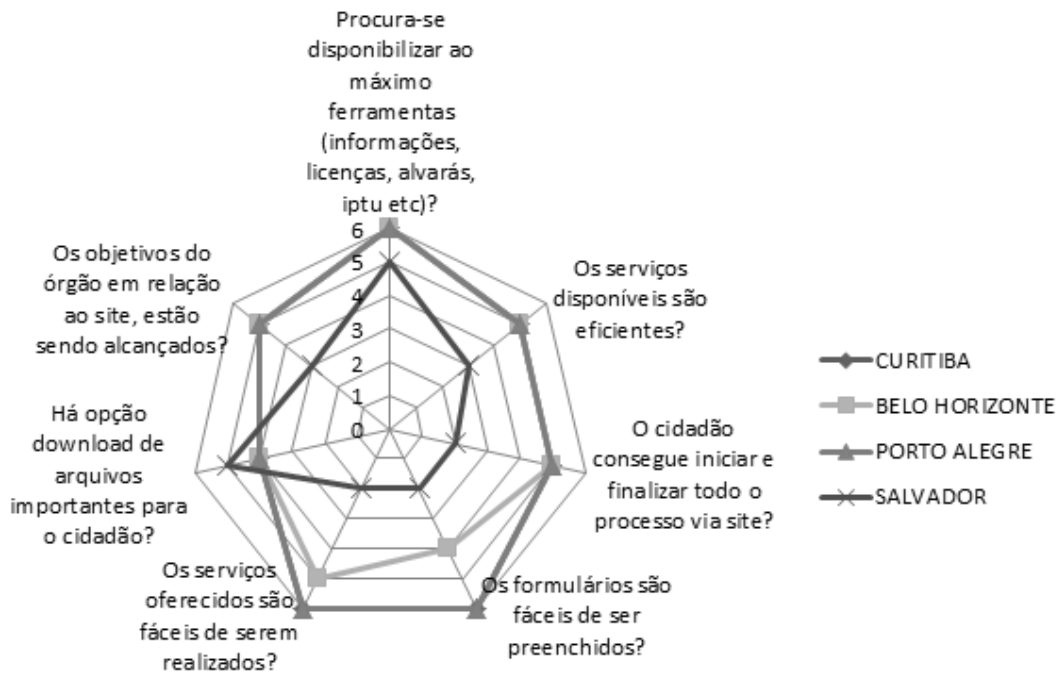 Procura-se
disponibilizar ao
máximo
ferramentas
(informações,
licenças, alvarás,
iptu etc)?
Os serviços
disponíveis são
eficientes?
O cidadão
consegue iniciar e
finalizar todo o
processo via site?
Os formulários são
fáceis de ser
preenchidos?
Os serviços
oferecidos são
fáceis de serem
realizados?
Há opção
download de
arquivos
importantes para
o cidadão?
Os objetivos do
órgão em relação
ao site, estão
sendo alcançados?
6
5
4
3
2
1
0
CURITIBA
BELO HORIZONTE
PORTO ALEGRE
SALVADOR